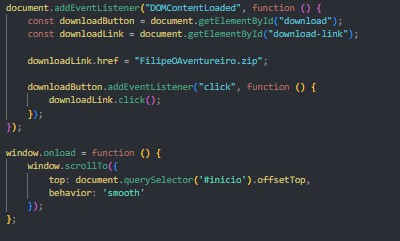 document.addEventListener("DOMContentLoaded", function () {
    const downloadButton = document.getElementById("download");
    const downloadLink = document.getElementById("download-link");

    downloadLink.href = "FilipeOAventureiro.zip";

    downloadButton.addEventListener("click", function () {
        downloadLink.click();
    });
});

window.onload = function () {
    window.scrollTo({
        top: document.querySelector('#inicio').offsetTop,
        behavior: 'smooth'
    });
};